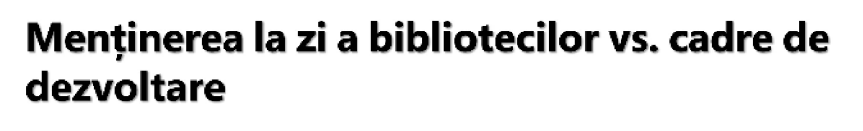 Menținerea la zi a bibliotecilor vs. cadre de
dezvoltare